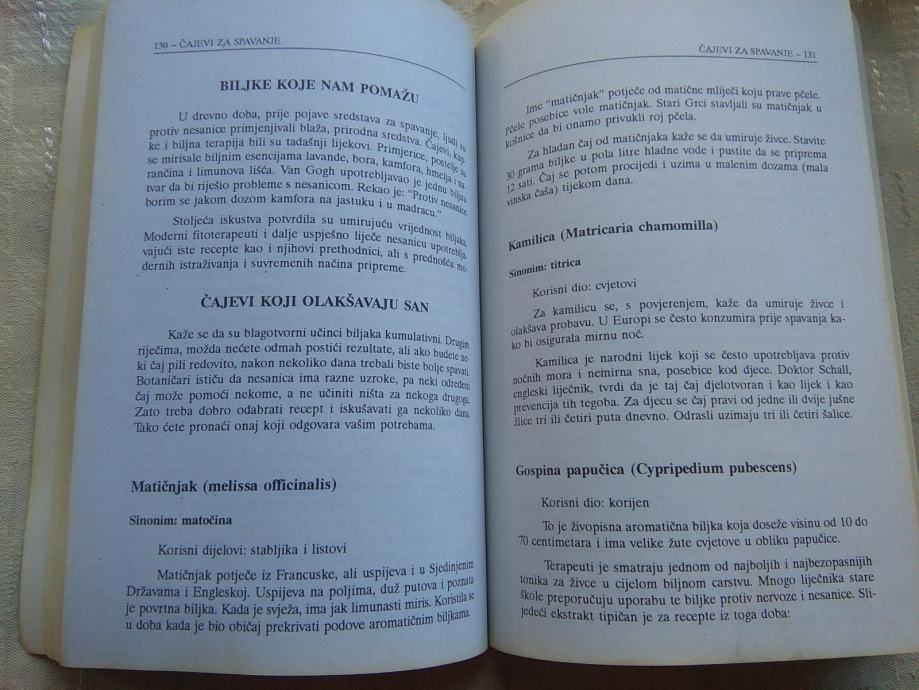 130 – ČAJEVI ZA SPAVANJE
BILJKE KOJE NAM POMAŽU
U drevno doba, prije pojave sredstava za spavanje, ljudi su
protiv nesanice primjenjivali blaža, prirodna sredstva. Čajevi, kup-
ke i biljna terapija bili su tadašnji lijekovi. Primjerice, postelje su
se mirisale biljnim esencijama lavande, bora, kamfora, hmelja i na-
rančina i limunova lišća. Van Gogh upotrebljavao je jednu biljnu
tvar da bi riješio probleme s nesanicom. Rekao je: "Protiv nesanice
borim se jakom dozom kamfora na jastuku i u madracu."
Stoljeća iskustva potvrdila su umirujuću vrijednost biljaka.
Moderni fitoterapeuti i dalje uspješno liječe nesanicu upotreblja-
vajući iste recepte kao i njihovi prethodnici, ali s prednošću mo-
dernih istraživanja i suvremenih načina pripreme.
ČAJEVI KOJI OLAKŠAVAJU SAN
Kaže se da su blagotvorni učinci biljaka kumulativni. Drugim
riječima, možda nećete odmah postići rezultate, ali ako budete ne-
ki čaj pili redovito, nakon nekoliko dana trebali biste bolje spavati.
Botaničari ističu da nesanica ima razne uzroke, pa neki određeni
čaj može pomoći nekome, a ne učiniti ništa za nekoga drugoga.
Zato treba dobro odabrati recept i iskušavati ga nekoliko dana.
Tako ćete pronaći onaj koji odgovara vašim potrebama.
Matičnjak (melissa officinalis)
Sinonim: matočina
Korisni dijelovi: stabljika i listovi
Matičnjak potječe iz Francuske, ali uspijeva i u Sjedinjenim
Državama i Engleskoj. Uspijeva na poljima, duž putova i poznata
je povrtna biljka. Kada je svježa, ima jak limunasti miris. Koristila se
u doba kada je bio običaj prekrivati podove aromatičnim biljkama.
ČAJEVI ZA SPAVANJE – 131
Ime "matičnjak" potječe od matične mliječi koju prave pčele.
Pčele posebice vole matičnjak. Stari Grci stavljali su matičnjak u
košnice da bi onamo privukli roj pčela.
Za hladan čaj od matičnjaka kaže se da umiruje živce. Stavite
30 grama biljke u pola litre hladne vode i pustite da se priprema
12 sati. Čaj se potom procijedi i uzima u malenim dozama (mala
vinska čaša) tijekom dana.
Kamilica (Matricaria chamomilla)
Sinonim: titrica
Korisni dio: cvjetovi
Za kamilicu se, s povjerenjem, kaže da umiruje živce i
olakšava probavu. U Europi se često konzumira prije spavanja ka-
ko bi osigurala mirnu noć.
Kamilica je narodni lijek koji se često upotrebljava protiv
noćnih mora i nemirna sna, posebice kod djece. Doktor Schall,
engleski liječnik, tvrdi da je taj čaj djelotvoran i kao lijek i kao
prevencija tih tegoba. Za djecu se čaj pravi od jedne ili dvije jušne
žlice tri ili četiri puta dnevno. Odrasli uzimaju tri ili četiri šalice.
Gospina papučica (Cypripedium pubescens)
Korisni dio: korijen
To je živopisna aromatična biljka koja doseže visinu od 10 do
70 centimetara i ima velike žute cvjetove u obliku papučice.
Terapeuti je smatraju jednom od najboljih i najbezopasnijih
tonika za živce u cijelom biljnom carstvu. Mnogo liječnika stare
škole preporučuju uporabu te biljke protiv nervoze i nesanice. Sli-
jedeći ekstrakt tipičan je za recepte iz toga doba: